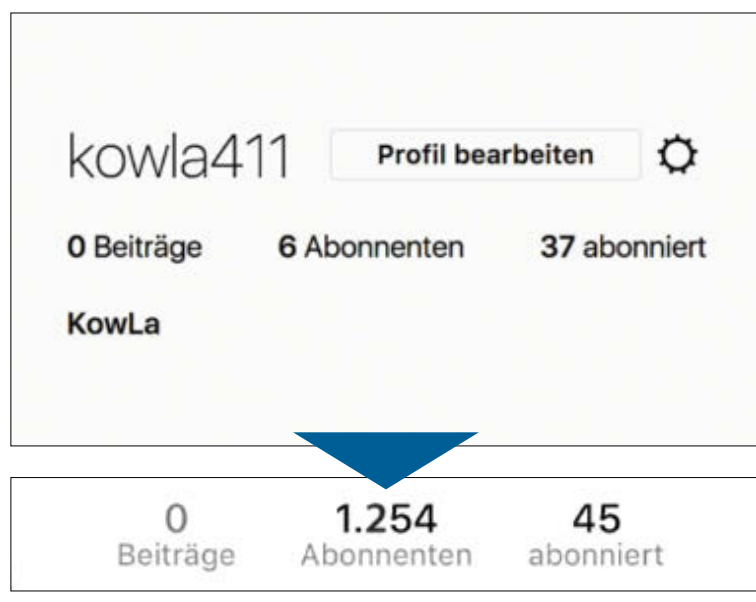 kowla411 Profil bearbeiten
0 Beiträge 6 Abonnenten 37 abonniert
KowLa
0 1.254 45
Beiträge Abonnenten abonniert